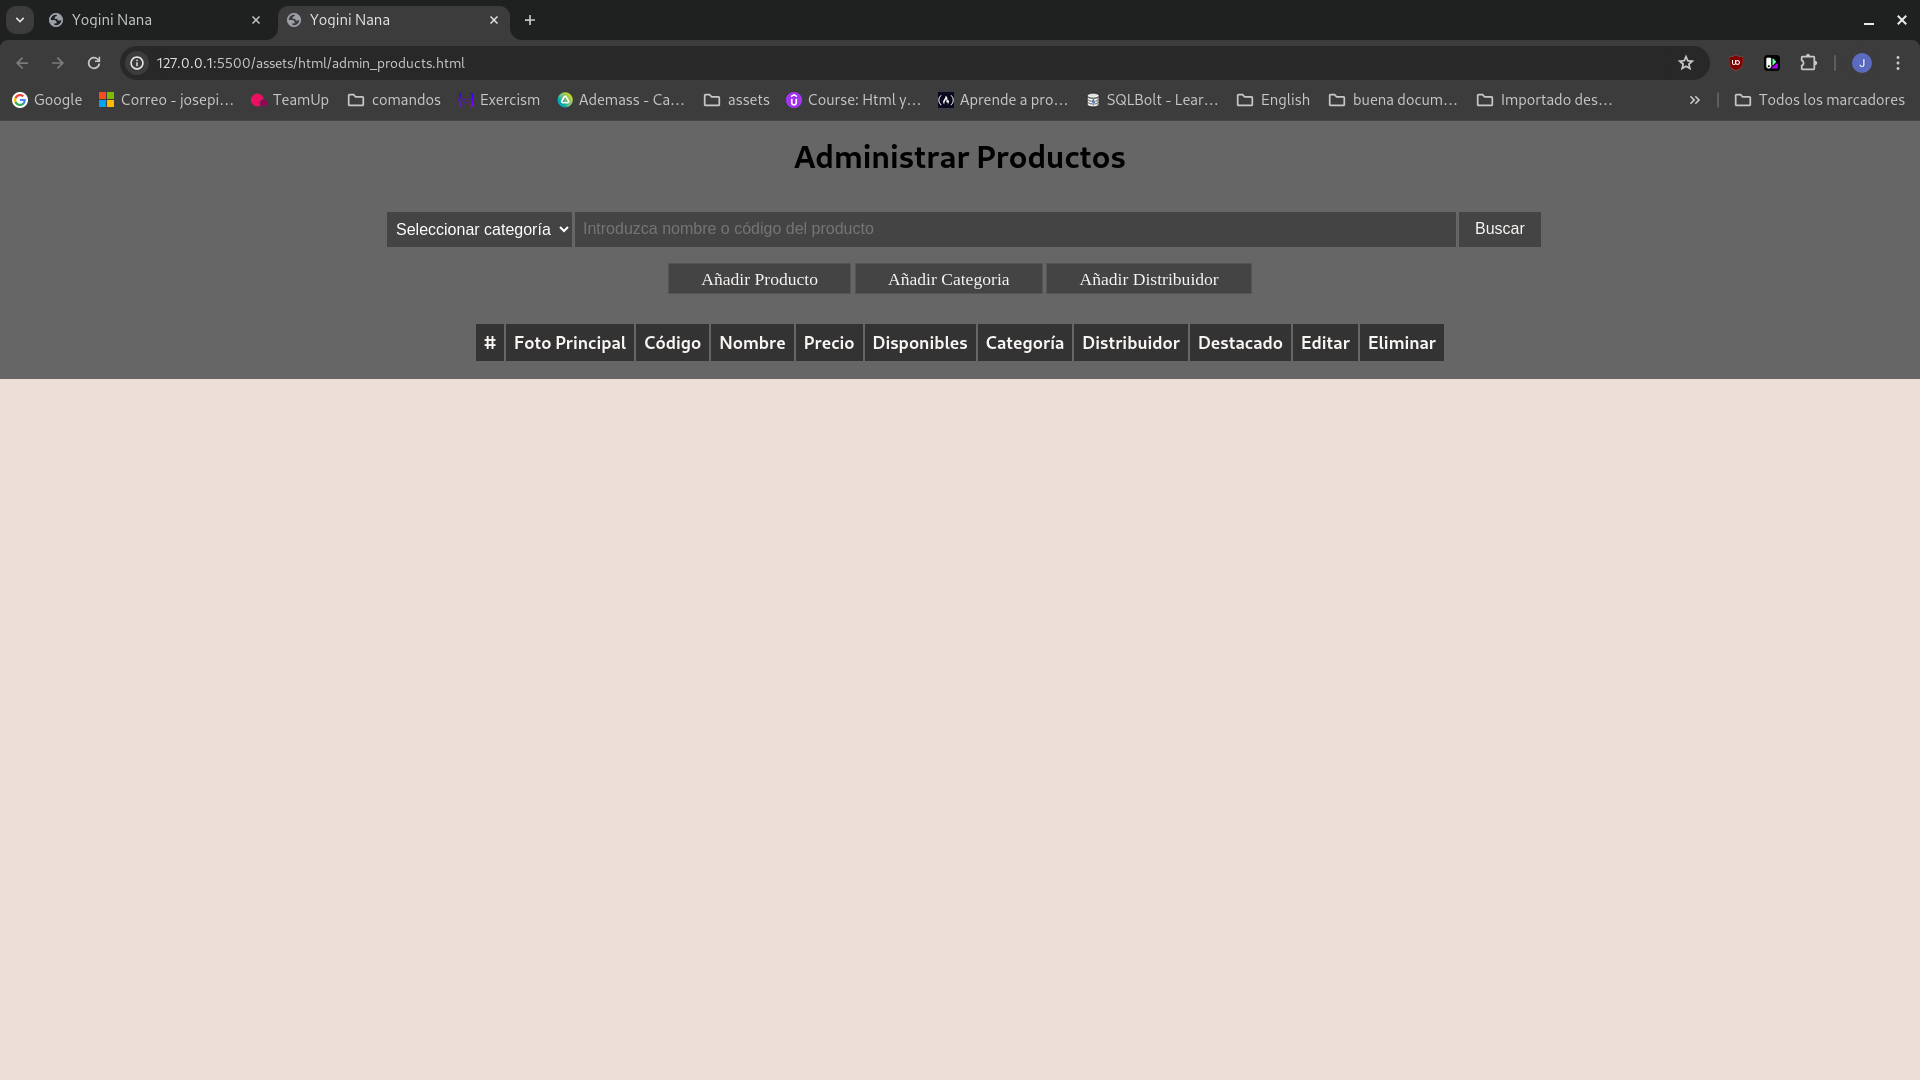 Yogini Nana
Yogini Nana
127.0.0.1:5500/assets/html/admin_products.html
J
Google
Correo - josepi…
TeamUp
comandos
Exercism
Ademass - Ca…
assets
Course: Html y…
Aprende a pro…
SQLBolt - Lear…
English
buena docum…
Importado des…
Todos los marcadores
Administrar Productos
Seleccionar categoría
Introduzca nombre o código del producto
Buscar
Añadir Producto
Añadir Categoria
Añadir Distribuidor
# Foto Principal Código Nombre Precio Disponibles Categoría Distribuidor Destacado Editar Eliminar